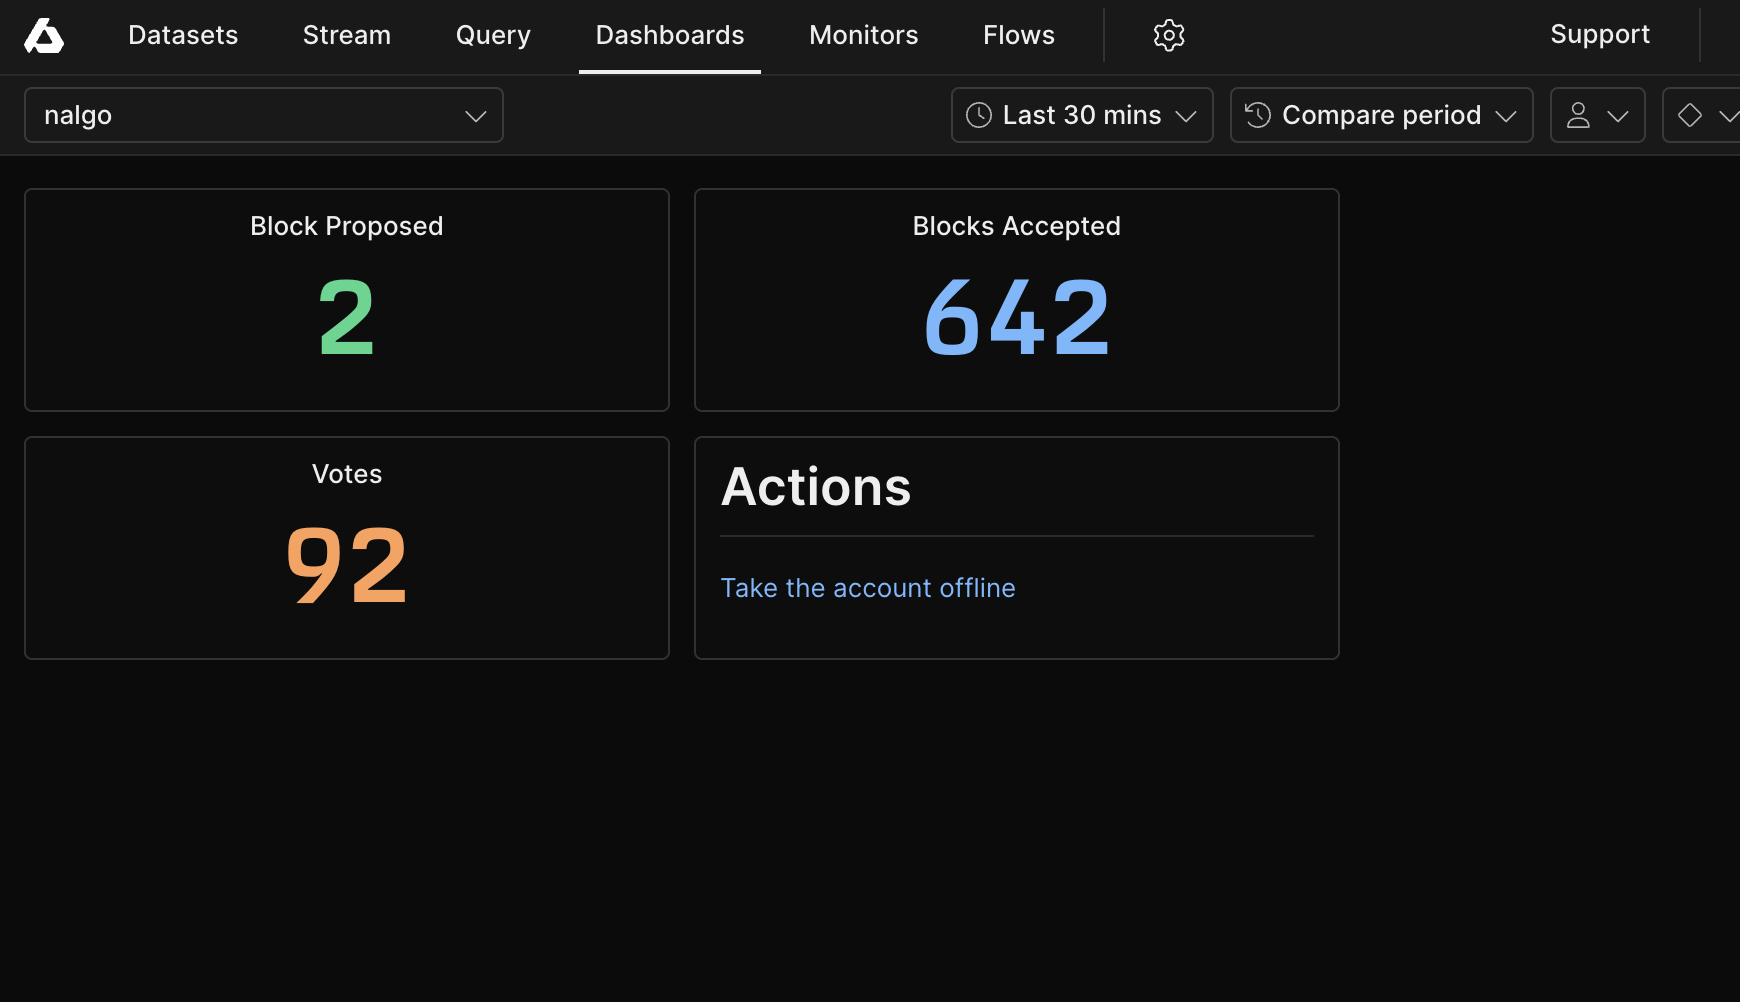 Datasets Stream Query Dashboards Monitors Flows Support
nalgo Last 30 mins Compare period
Block Proposed
2
Blocks Accepted
642
Votes
92
Actions
Take the account offline